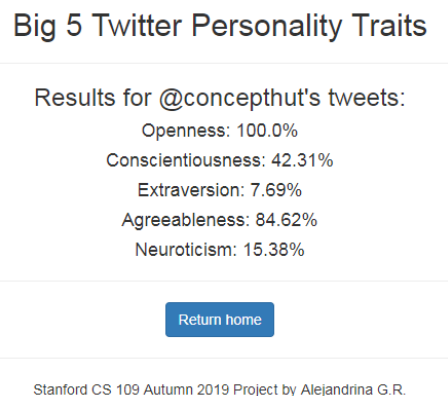 Big 5 Twitter Personality Traits
Results for @concepthut's tweets:
Openness: 100.0%
Conscientiousness: 42.31%
Extraversion: 7.69%
Agreeableness: 84.62%
Neuroticism: 15.38%
Return home
Stanford CS 109 Autumn 2019 Project by Alejandrina G.R.